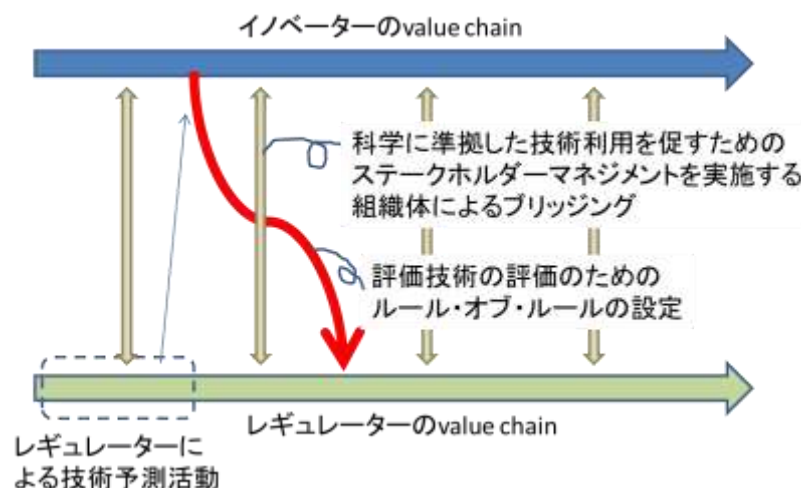 イノベーターのvalue chain
科学に準拠した技術利用を促すための
ステークホルダーマネジメントを実施する
組織体によるブリッジング
評価技術の評価のための
ルール・オブ・ルールの設定
レギュレーターのvalue chain
レギュレーターに
よる技術予測活動